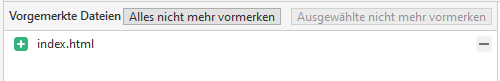 Vorgemerkte Dateien Alles nicht mehr vormerken Ausgewählte nicht mehr vormerken
index.html